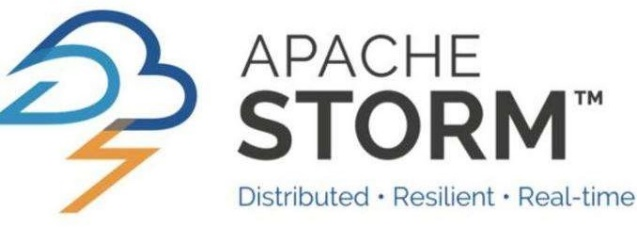 APACHE
STORM™
Distributed • Resilient • Real-time